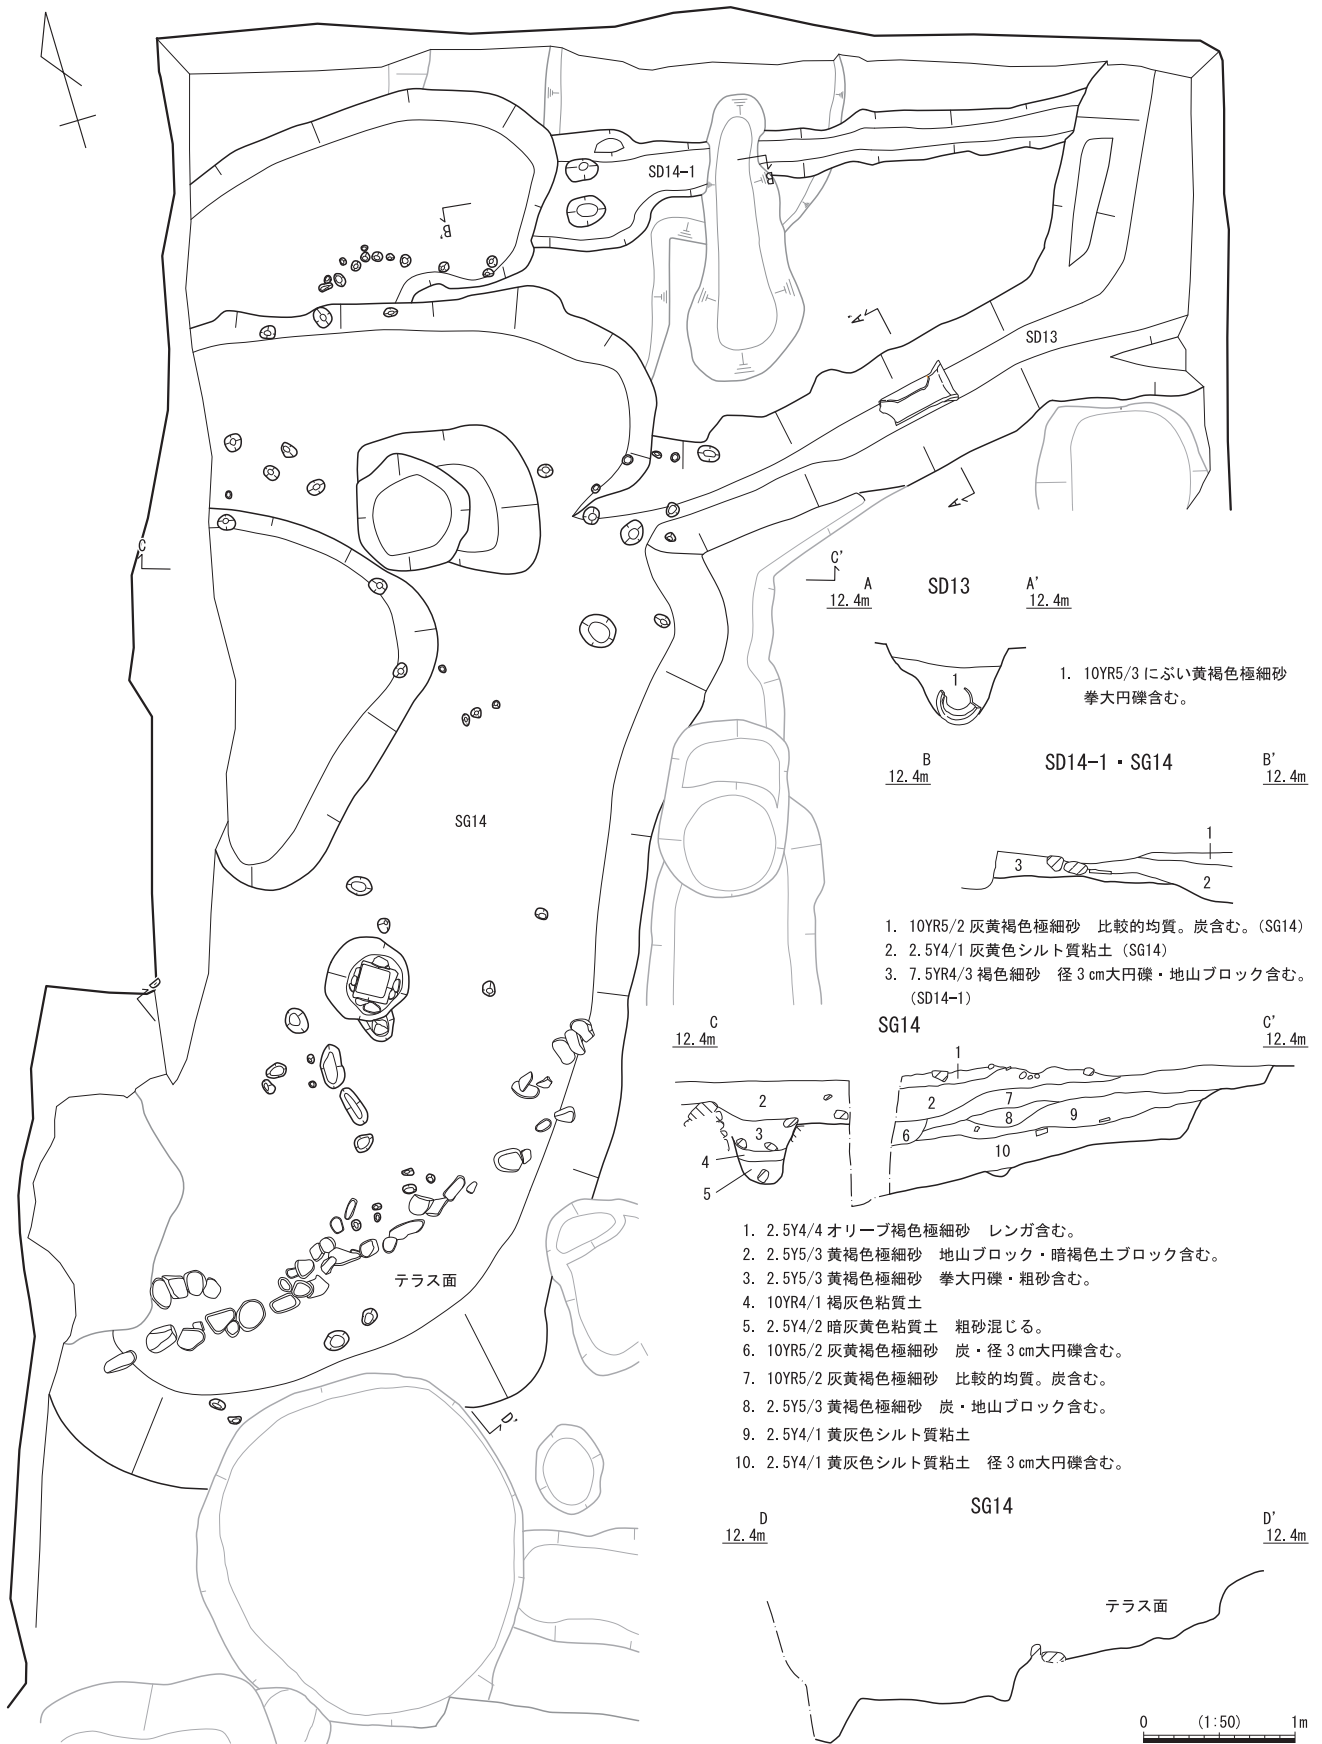 SD14-1
B
B'
A'
SD13
A
C
C'
SG14
テラス面
D'
A SD13 A'
12.4m 12.4m
1
1. 10YR5/3 にぶい黄褐色極細砂
拳大円礫含む。
B SD14-1・SG14 B'
12.4m 12.4m
1
3
2
1. 10YR5/2 灰黄褐色極細砂　比較的均質。炭含む。(SG14)
2. 2.5Y4/1 灰黄色シルト質粘土 (SG14)
3. 7.5YR4/3 褐色細砂　径３㎝大円礫・地山ブロック含む。
(SD14-1)
C SG14 C'
12.4m 12.4m
1
2
2
7
8
9
3
6
4
10
5
1. 2.5Y4/4 オリーブ褐色極細砂　レンガ含む。
2. 2.5Y5/3 黄褐色極細砂　地山ブロック・暗褐色土ブロック含む。
3. 2.5Y5/3 黄褐色極細砂　拳大円礫・粗砂含む。
4. 10YR4/1 褐灰色粘質土
5. 2.5Y4/2 暗灰黄色粘質土　粗砂混じる。
6. 10YR5/2 灰黄褐色極細砂　炭・径３㎝大円礫含む。
7. 10YR5/2 灰黄褐色極細砂　比較的均質。炭含む。
8. 2.5Y5/3 黄褐色極細砂　炭・地山ブロック含む。
9. 2.5Y4/1 黄灰色シルト質粘土
10. 2.5Y4/1 黄灰色シルト質粘土　径３㎝大円礫含む。
D SG14 D'
12.4m 12.4m
テラス面
0 (1:50) 1m